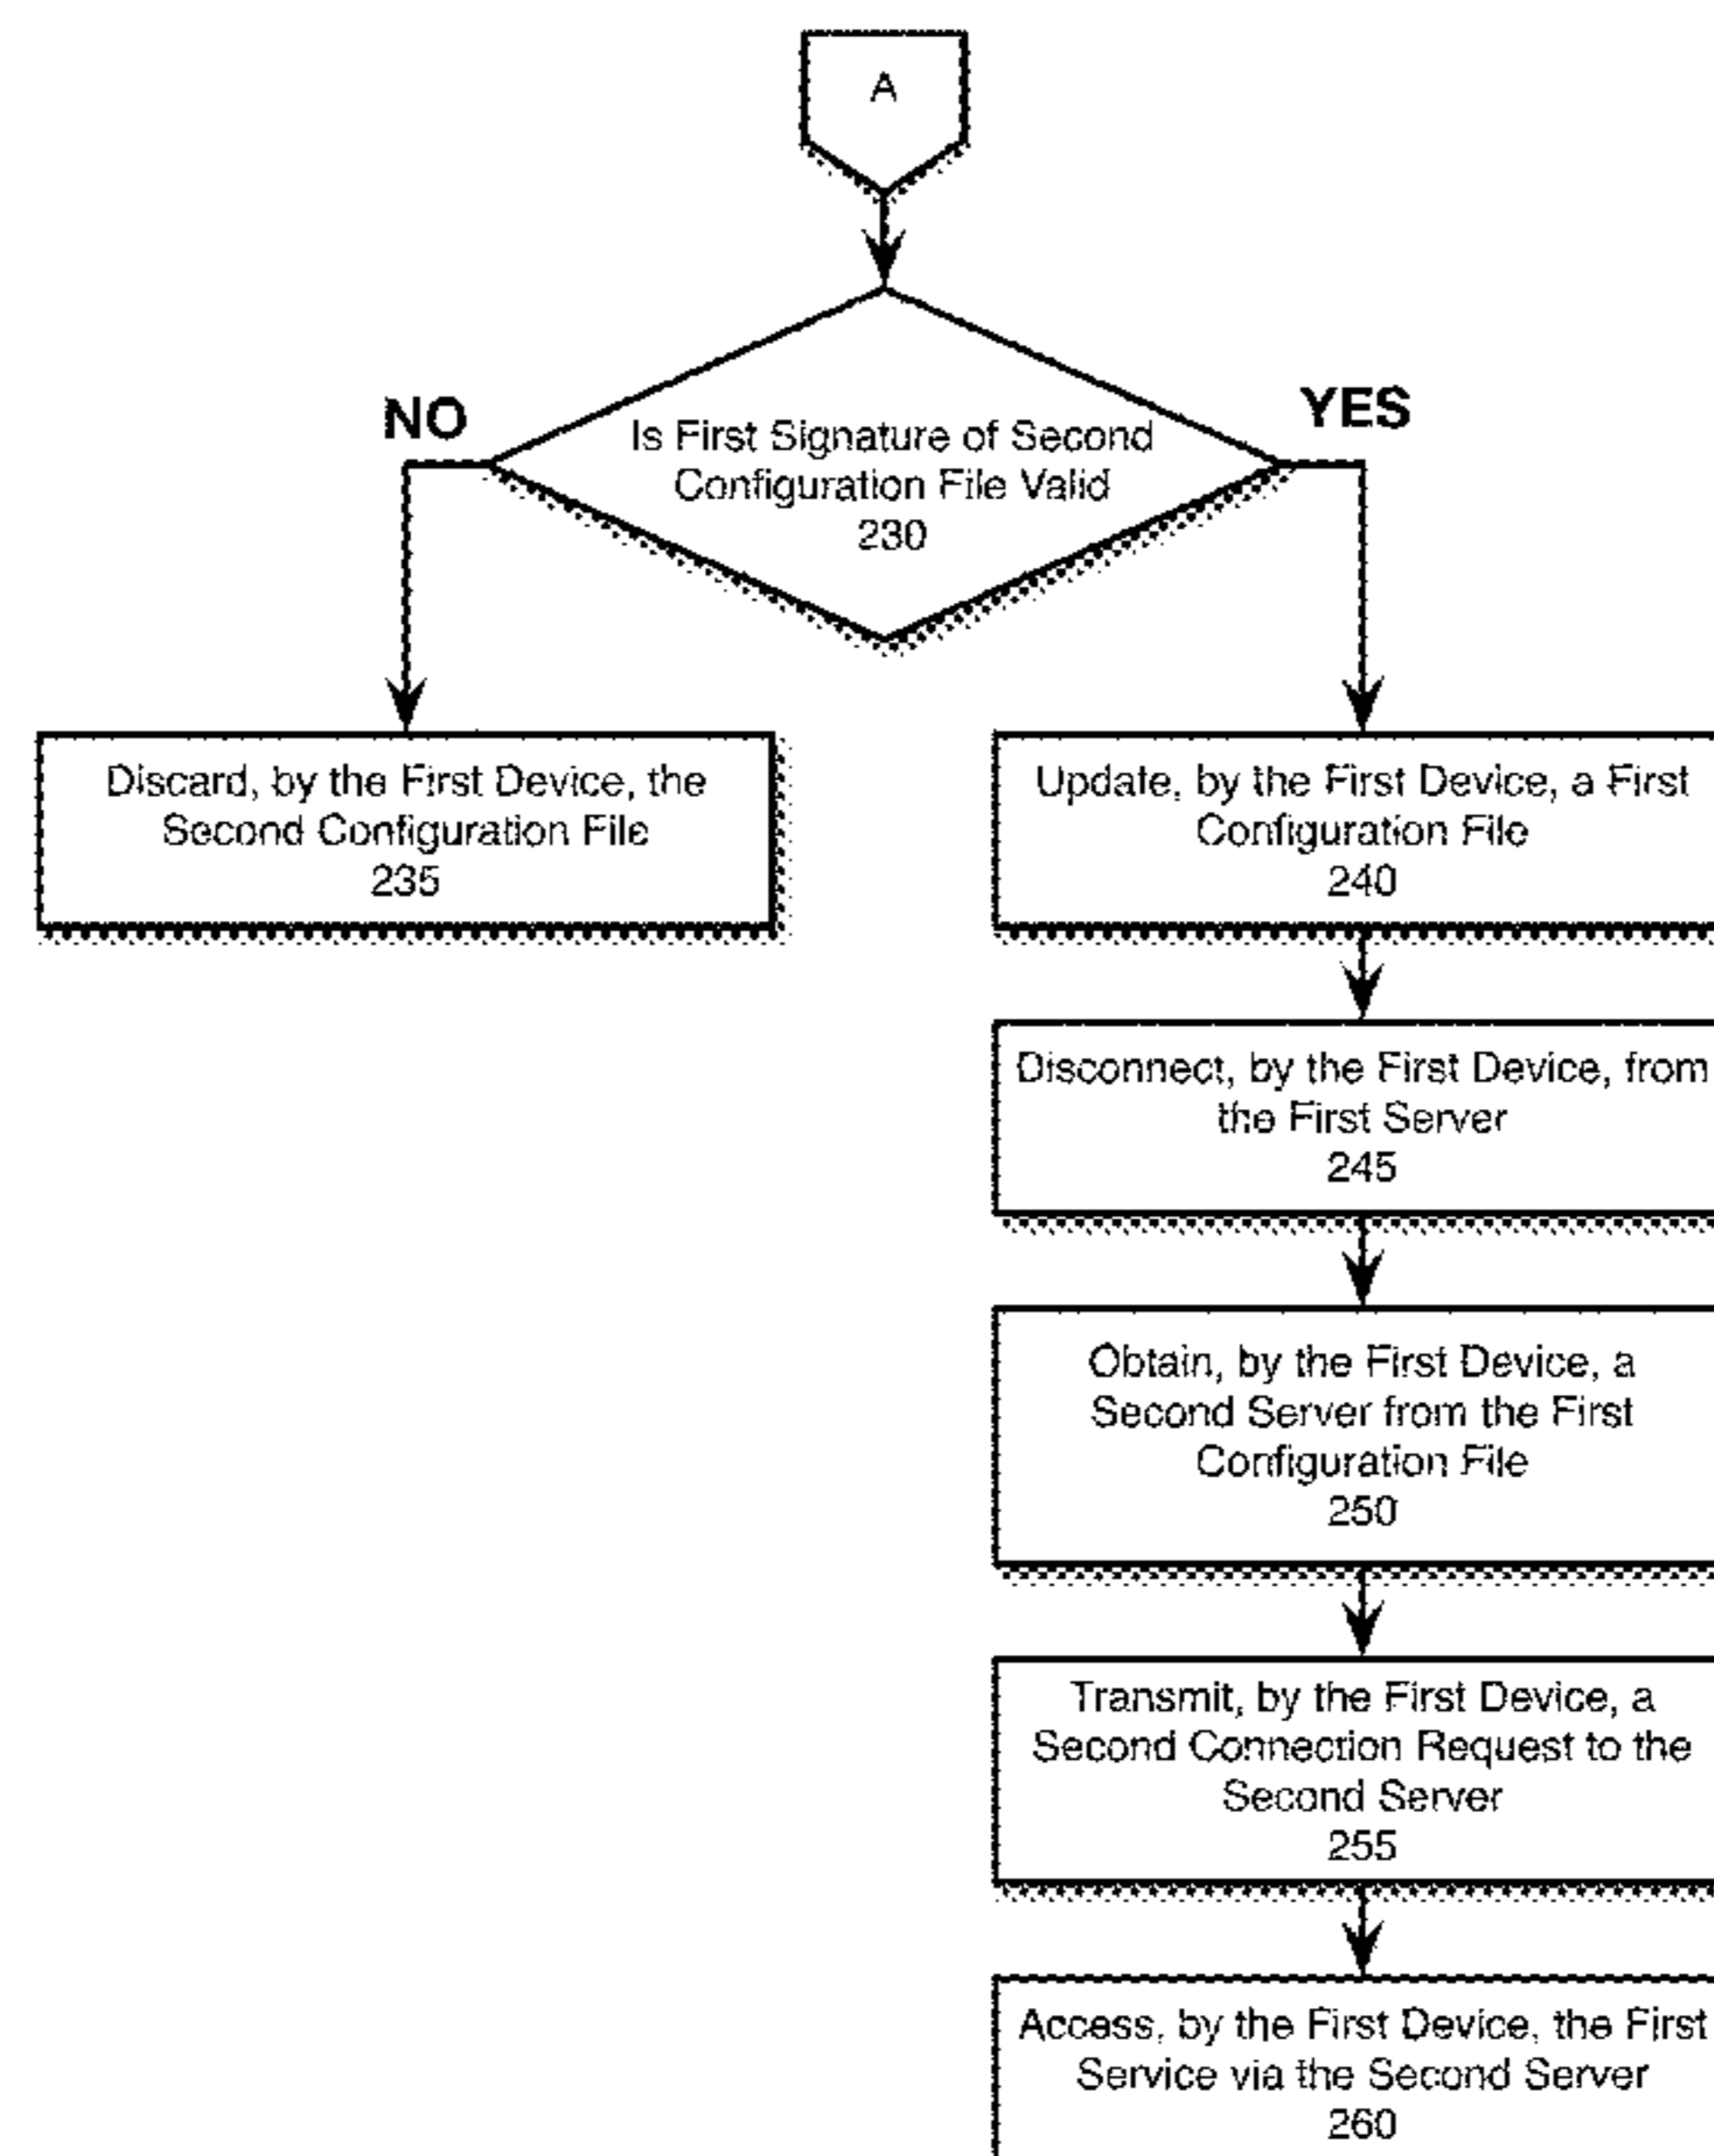 A
NO
YES
Is First Signature of Second
Configuration File Valid
230
Discard, by the First Device, the
Second Configuration File
235
Update, by the First Device, a First
Configuration File
240
Disconnect, by the First Device, from
the First Server
245
Obtain, by the First Device, a
Second Server from the First
Configuration File
250
Transmit, by the First Device, a
Second Connection Request to the
Second Server
255
Access, by the First Device, the First
Service via the Second Server
260